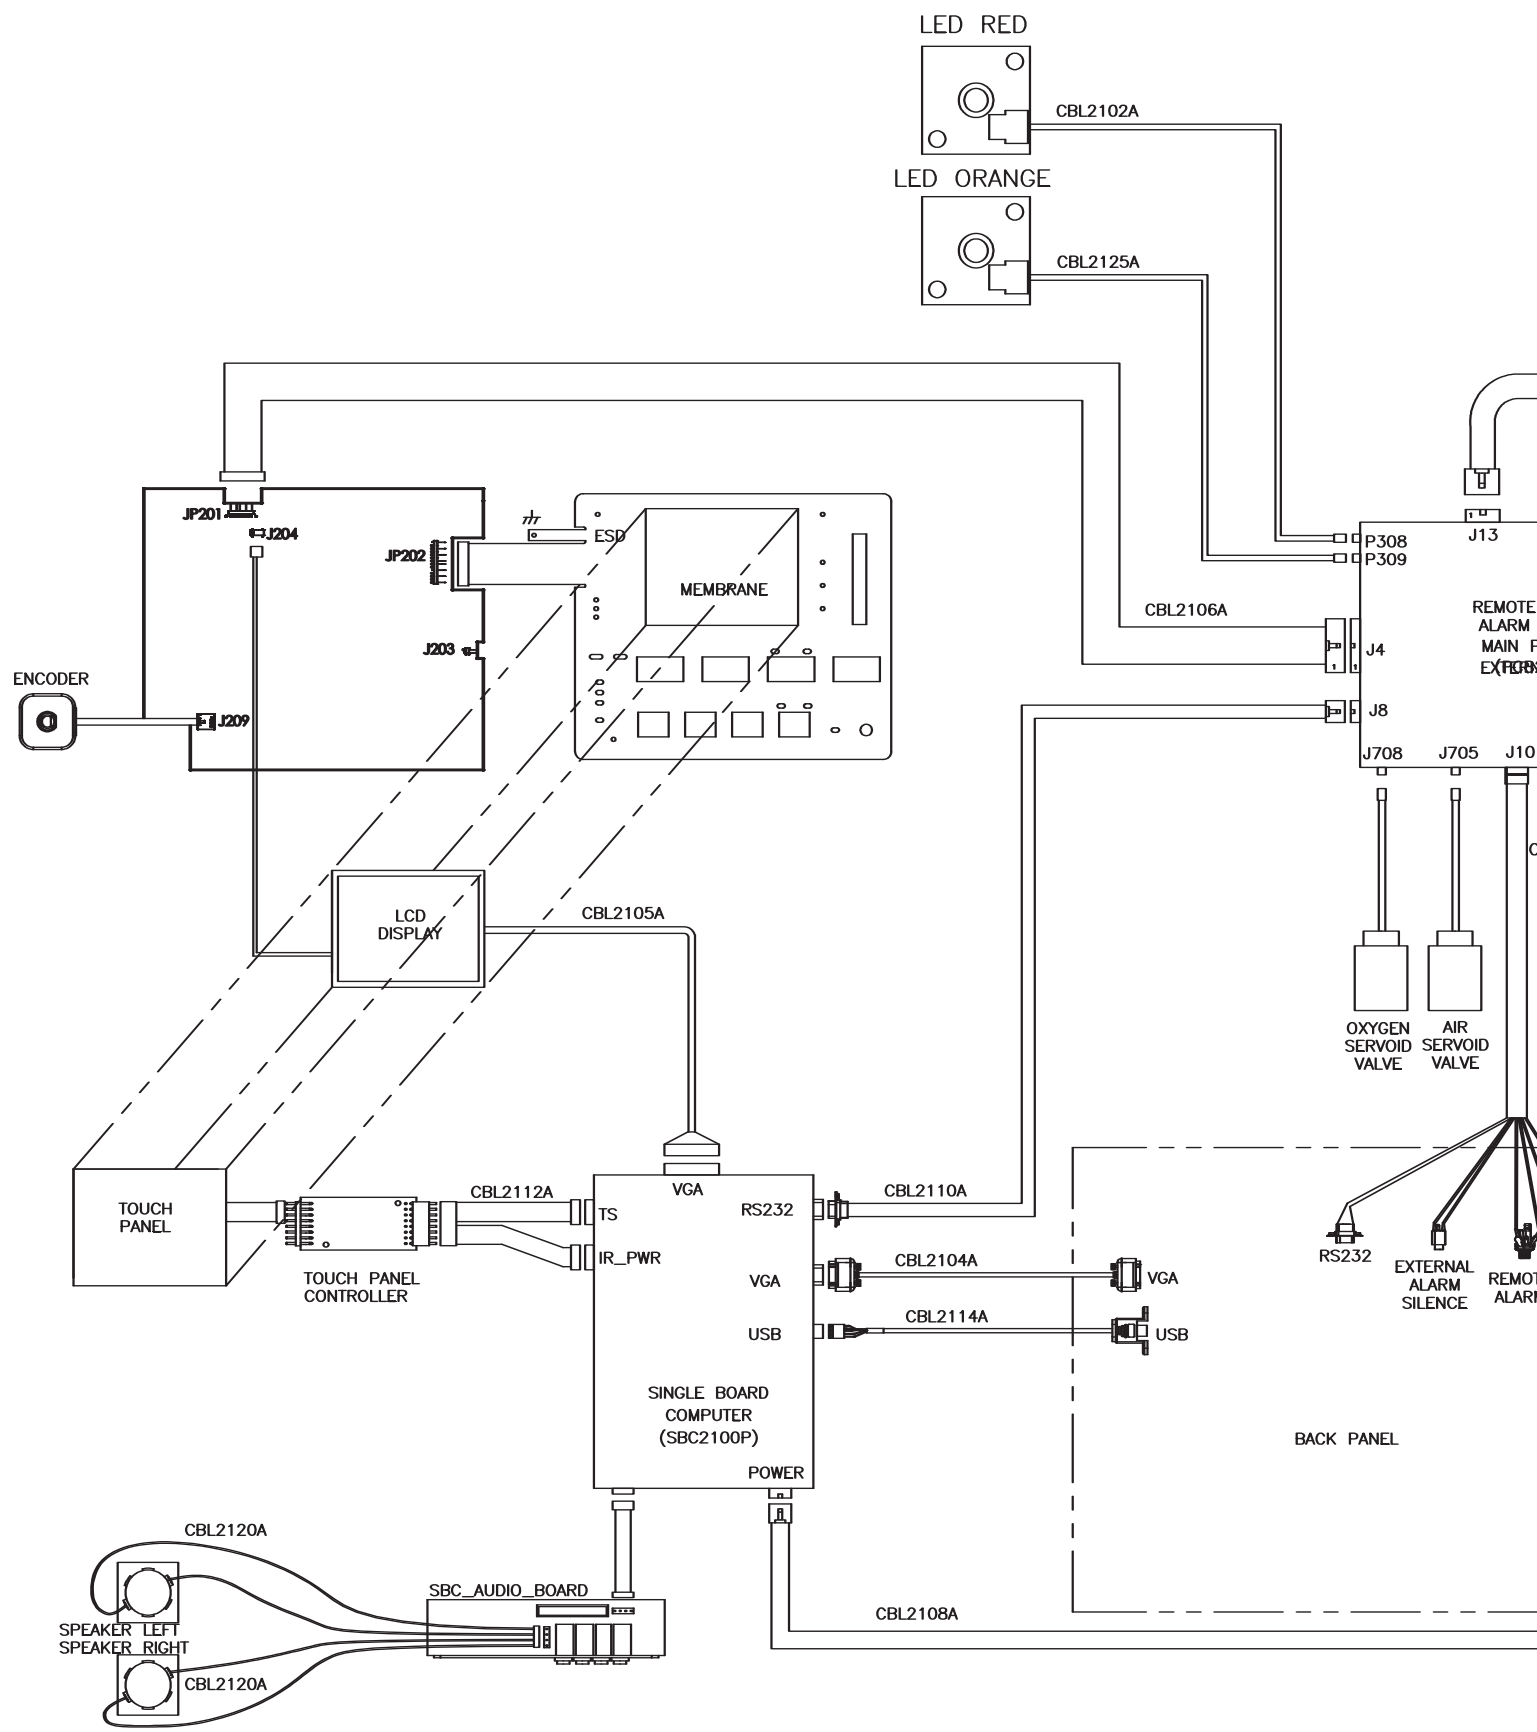 LED RED
CBL2102A
LED ORANGE
CBL2125A
JP201
J204
JP202
ESD
MEMBRANE
J203
ENCODER
J209
J13
P308
P309
CBL2106A
REMOTE
ALARM
MAIN
J4
J8
J708 J705 J10
LCD
DISPLAY
CBL2105A
OXYGEN
SERVOID
VALVE
AIR
SERVOID
VALVE
TOUCH
PANEL
CBL2112A
VGA
TS
RS232
CBL2110A
IR_PWR
TOUCH PANEL
CONTROLLER
VGA
CBL2104A
VGA
USB
CBL2114A
USB
RS232
EXTERNAL
ALARM
SILENCE
SINGLE BOARD
COMPUTER
(SBC2100P)
BACK PANEL
POWER
CBL2120A
SBC_AUDIO_BOARD
CBL2108A
SPEAKER LEFT
SPEAKER RIGHT
CBL2120A